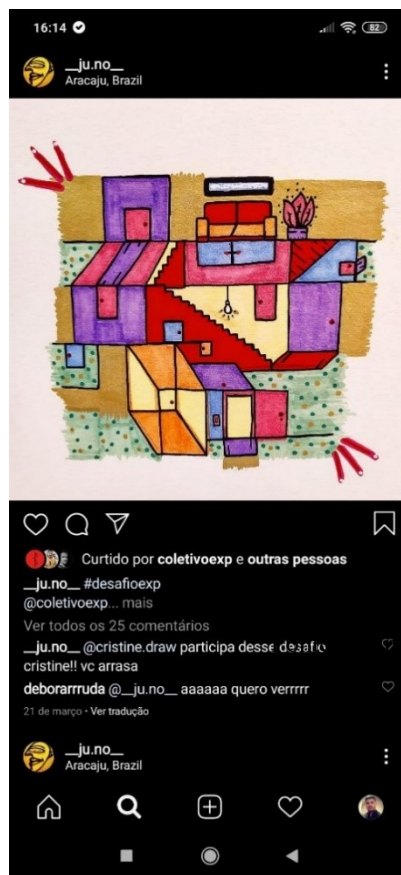 16:14
82
__ju.no__
Aracaju, Brazil
Curtido por coletivoexp e outras pessoas
__ju.no__ #desafioexp
@coletivoexp... mais
Ver todos os 25 comentários
__ju.no__ @cristine.draw participa desse desafio
cristine!! vc arrasa
deborarrruda @__ju.no__ aaaaaa quero verrrrr
21 de março • Ver tradução
__ju.no__
Aracaju, Brazil